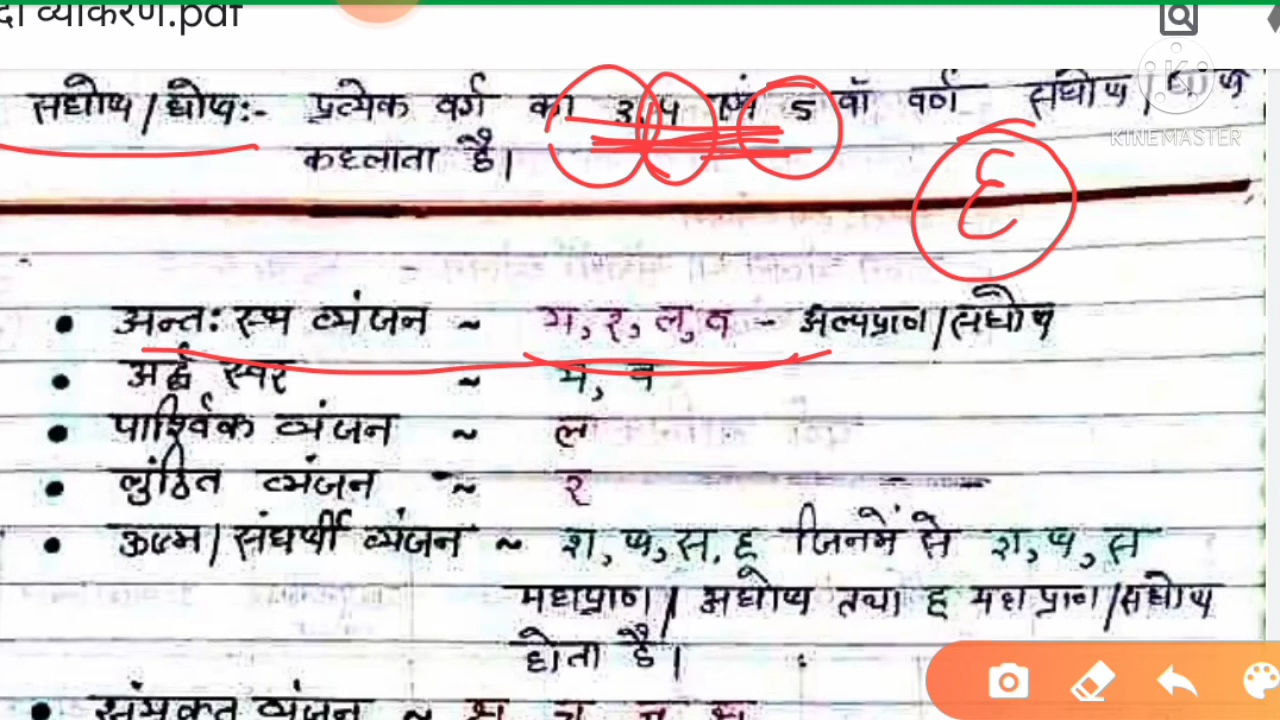 दी व्याकरण.pdf
KINEMASTER
सघोष/घोष:- प्रत्येक वर्ग का 3,4 एवं 5 वाँ वर्ण सघोष/घोष
कहलाता है।
• अन्तःस्थ व्यंजन ~ य, र, ल, व - अल्पप्राण/सघोष
• अर्द्ध स्वर ~ य, व
• पार्श्विक व्यंजन ~ ल
• लुंठित व्यंजन ~ र
• ऊष्म/संघर्षी व्यंजन ~ श, ष, स, ह जिनमें से श, ष, स
महाप्राण/अघोष तथा ह महाप्राण/सघोष
होता है।
• संयुक्त व्यंजन ~